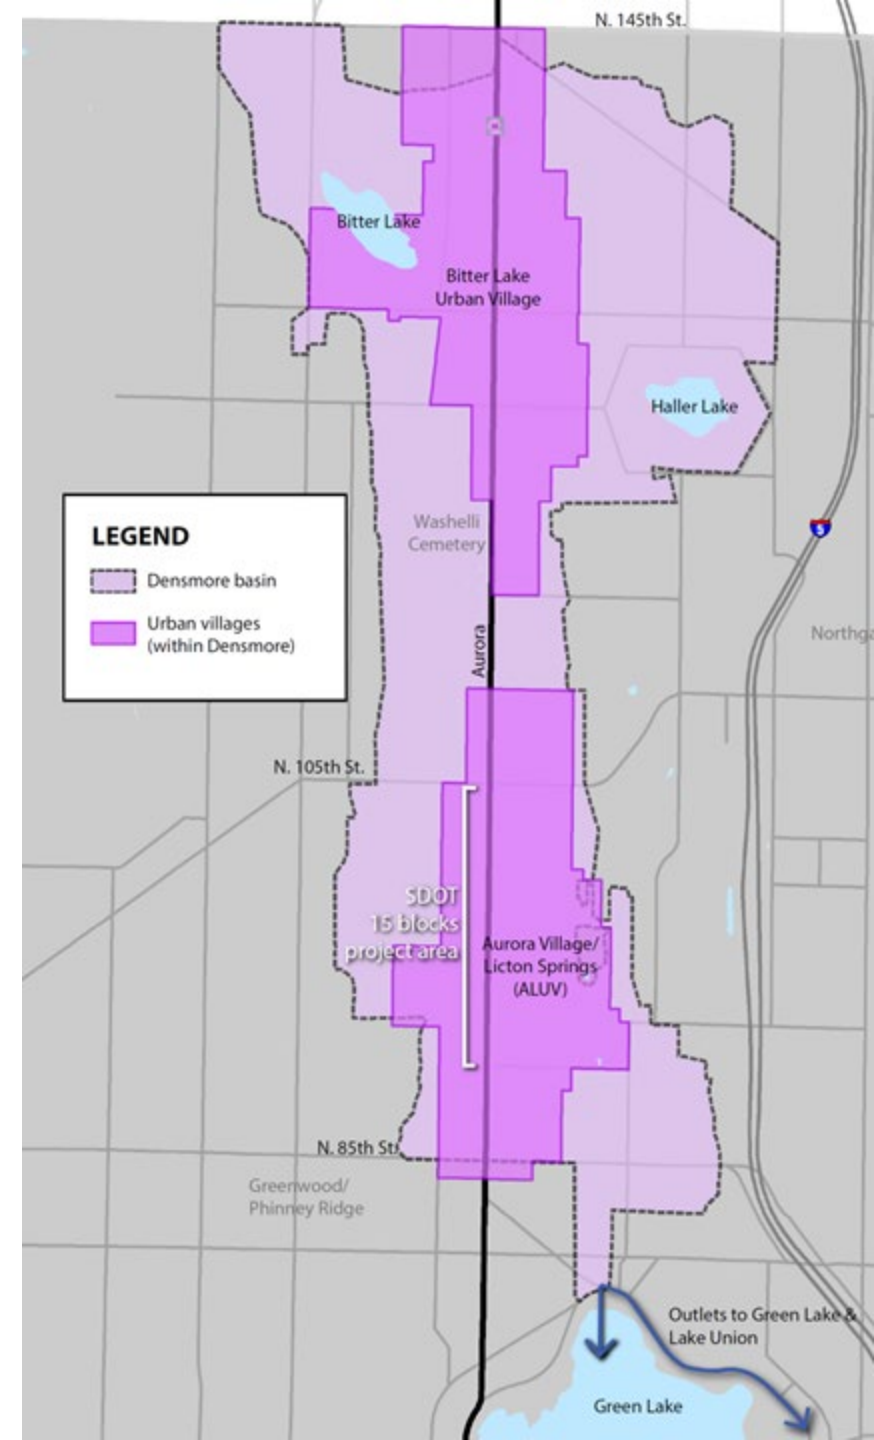 N. 145th St.
Bitter Lake
Bitter Lake
Urban Village
Haller Lake
LEGEND
Densmore basin
Urban villages
(within Densmore)
Washelli
Cemetery
5
Northga
Aurora
N. 105th St.
SDOT
15 blocks
project area
Aurora Village/
Licton Springs
(ALUV)
N. 85th St.
Greenwood/
Phinney Ridge
Outlets to Green Lake &
Lake Union
Green Lake